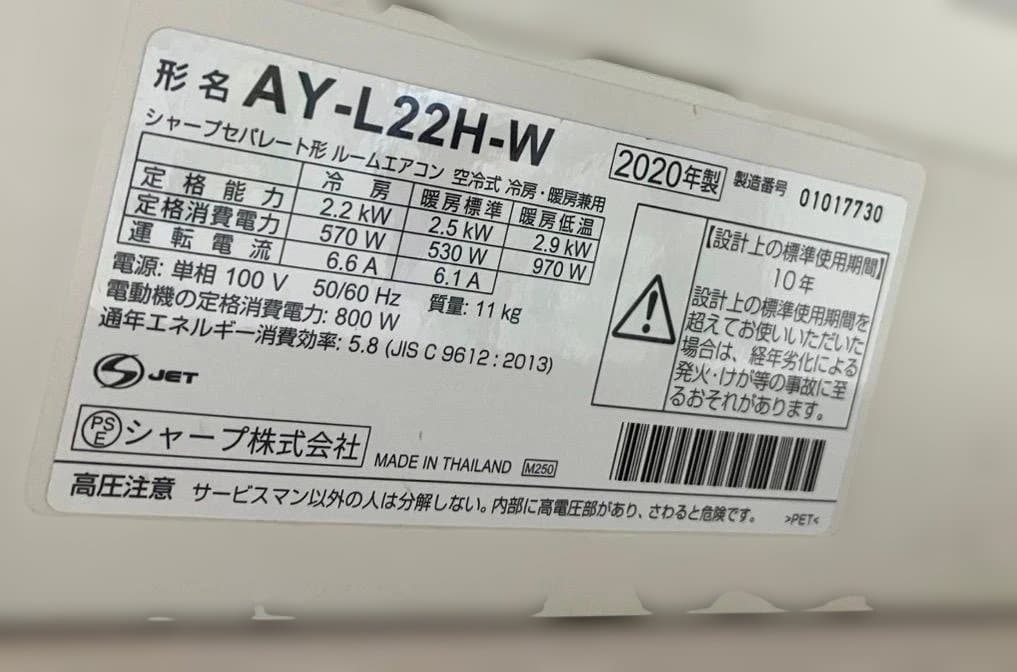 形名 AY-L22H-W
シャープセパレート形 ルームエアコン 空冷式 冷房・暖房兼用
2020年製 製造番号 01017730
冷房 暖房標準 暖房低温
定格能力 2.2 kW 2.5 kW 2.9 kW
定格消費電力 570 W 530 W 970 W
運転電流 6.6 A 6.1 A
電源: 単相 100 V 50/60 Hz 質量: 11 kg
電動機の定格消費電力: 800 W
通年エネルギー消費効率: 5.8 (JIS C 9612 : 2013)
【設計上の標準使用期間】
10年
設計上の標準使用期間を
超えてお使いいただいた
場合は、経年劣化による
発火・けが等の事故に至
るおそれがあります。
S JET
PSE シャープ株式会社 MADE IN THAILAND M250
高圧注意 サービスマン以外の人は分解しない。内部に高電圧部があり、さわると危険です。 >PET<